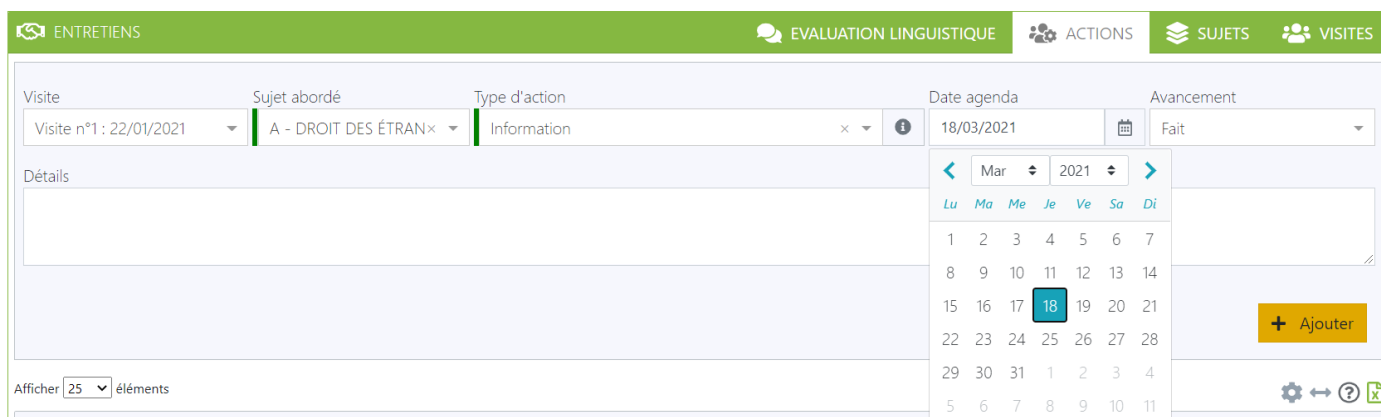 ENTRETIENS EVALUATION LINGUISTIQUE ACTIONS SUJETS VISITES
Visite Sujet abordé Type d'action Date agenda Avancement
Visite n°1 : 22/01/2021 A - DROIT DES ÉTRAN× Information × 18/03/2021 Fait
Détails
Mar 2021
Lu Ma Me Je Ve Sa Di
1 2 3 4 5 6 7
8 9 10 11 12 13 14
15 16 17 18 19 20 21
+ Ajouter
22 23 24 25 26 27 28
29 30 31 1 2 3 4
Afficher 25 éléments
5 6 7 8 9 10 11